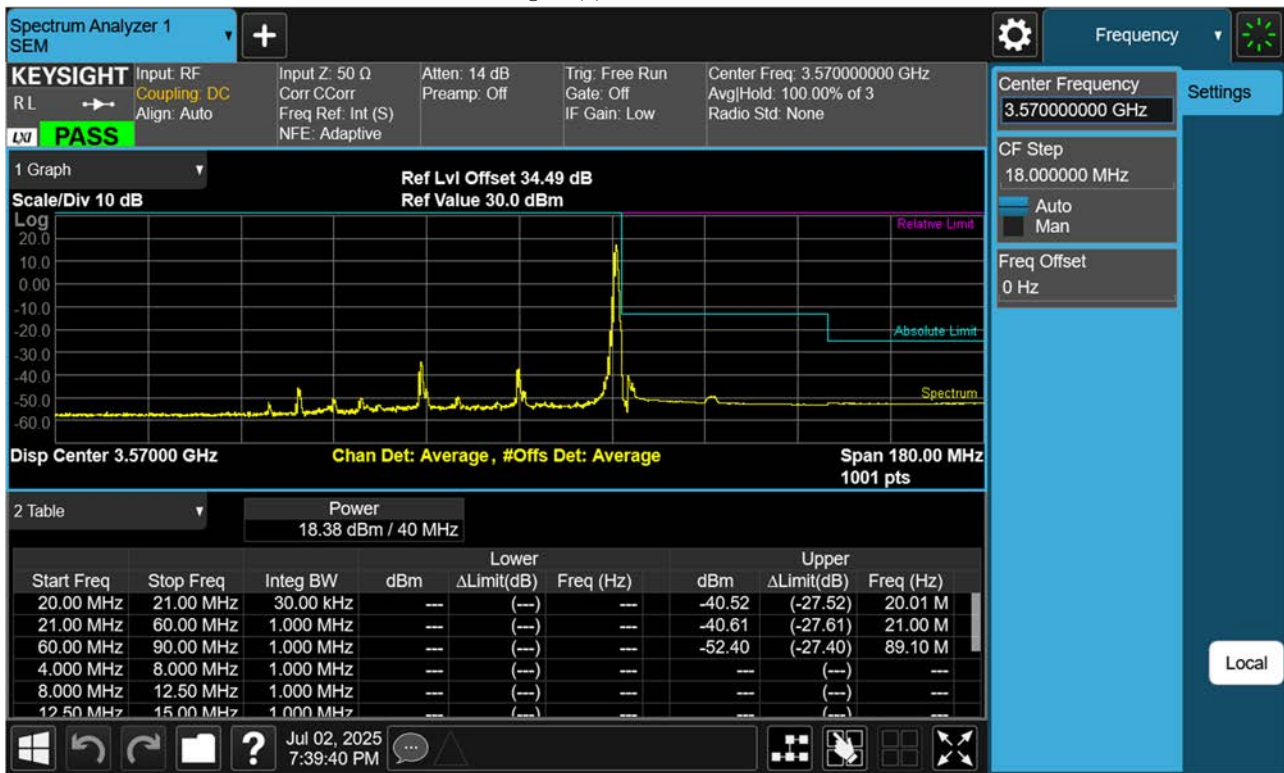 Spectrum Analyzer 1
SEM
Frequency
KEYSIGHT
R L
LXI PASS
Input: RF
Coupling: DC
Align: Auto
Input Z: 50 Ω
Corr CCorr
Freq Ref: Int (S)
NFE: Adaptive
Atten: 14 dB
Preamp: Off
Trig: Free Run
Gate: Off
IF Gain: Low
Center Freq: 3.570000000 GHz
Avg|Hold: 100.00% of 3
Radio Std: None
Center Frequency
3.570000000 GHz
Settings
CF Step
18.000000 MHz
Auto
Man
Freq Offset
0 Hz
1 Graph
Scale/Div 10 dB
Ref Lvl Offset 34.49 dB
Ref Value 30.0 dBm
Log
20.0
10.0
0.00
-10.0
-20.0
-30.0
-40.0
-50.0
-60.0
Relative Limit
Absolute Limit
Spectrum
Disp Center 3.57000 GHz
Chan Det: Average , #Offs Det: Average
Span 180.00 MHz
1001 pts
2 Table
Power
18.38 dBm / 40 MHz
Lower Upper
Start Freq Stop Freq Integ BW dBm ΔLimit(dB) Freq (Hz) dBm ΔLimit(dB) Freq (Hz)
20.00 MHz 21.00 MHz 30.00 kHz --- (---) --- -40.52 (-27.52) 20.01 M
21.00 MHz 60.00 MHz 1.000 MHz --- (---) --- -40.61 (-27.61) 21.00 M
60.00 MHz 90.00 MHz 1.000 MHz --- (---) --- -52.40 (-27.40) 89.10 M
4.000 MHz 8.000 MHz 1.000 MHz --- (---) --- --- (---) ---
8.000 MHz 12.50 MHz 1.000 MHz --- (---) --- --- (---) ---
12.50 MHz 15.00 MHz 1.000 MHz --- (---) --- --- (---) ---
Local
?
Jul 02, 2025
7:39:40 PM